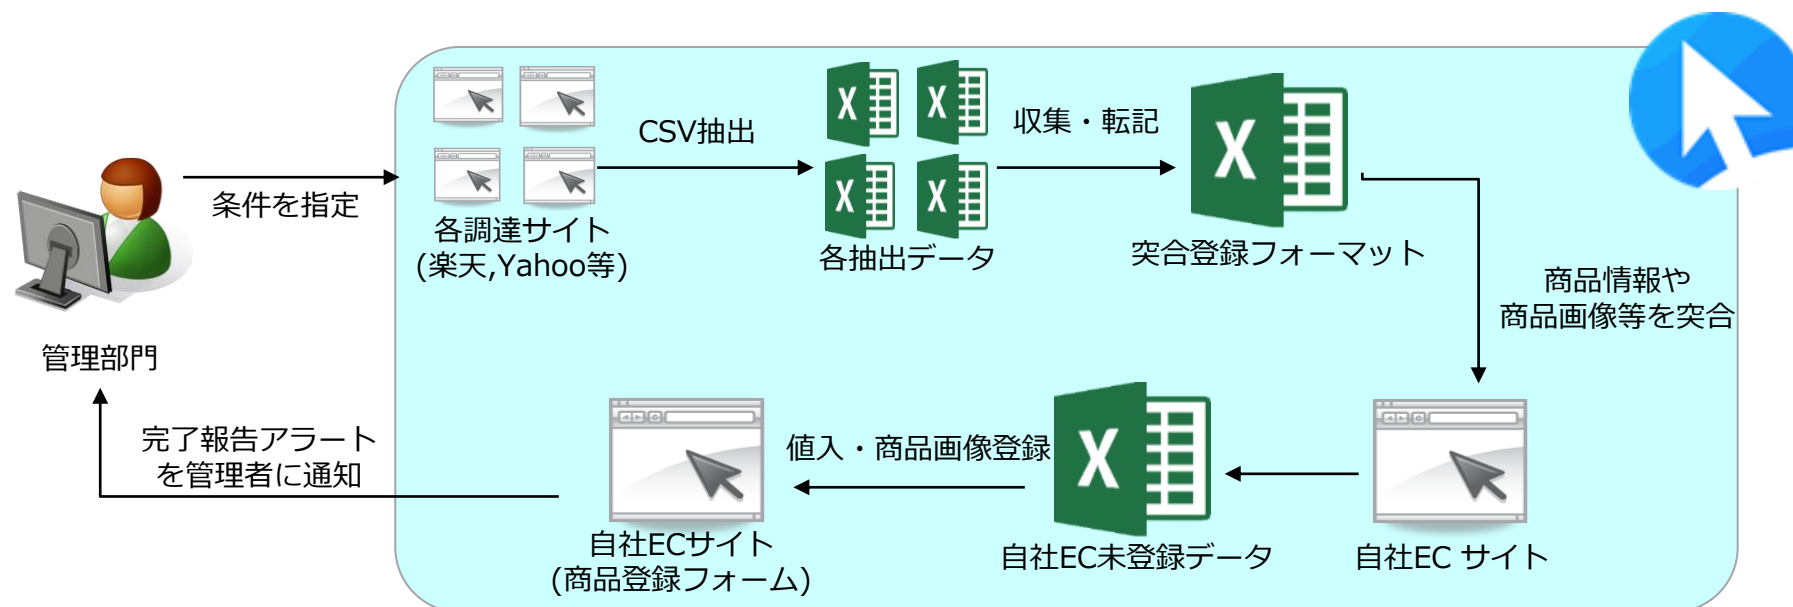 条件を指定
管理部門
各調達サイト
(楽天,Yahoo等)
CSV抽出
各抽出データ
収集・転記
突合登録フォーマット
商品情報や
商品画像等を突合
自社EC サイト
自社EC未登録データ
値入・商品画像登録
自社ECサイト
(商品登録フォーム)
完了報告アラート
を管理者に通知